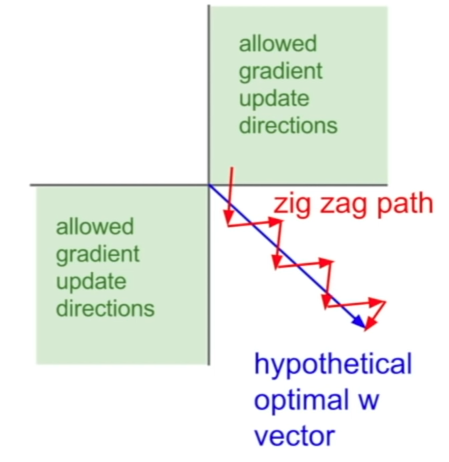 allowed
gradient
update
directions
zig zag path
allowed
gradient
update
directions
hypothetical
optimal w
vector